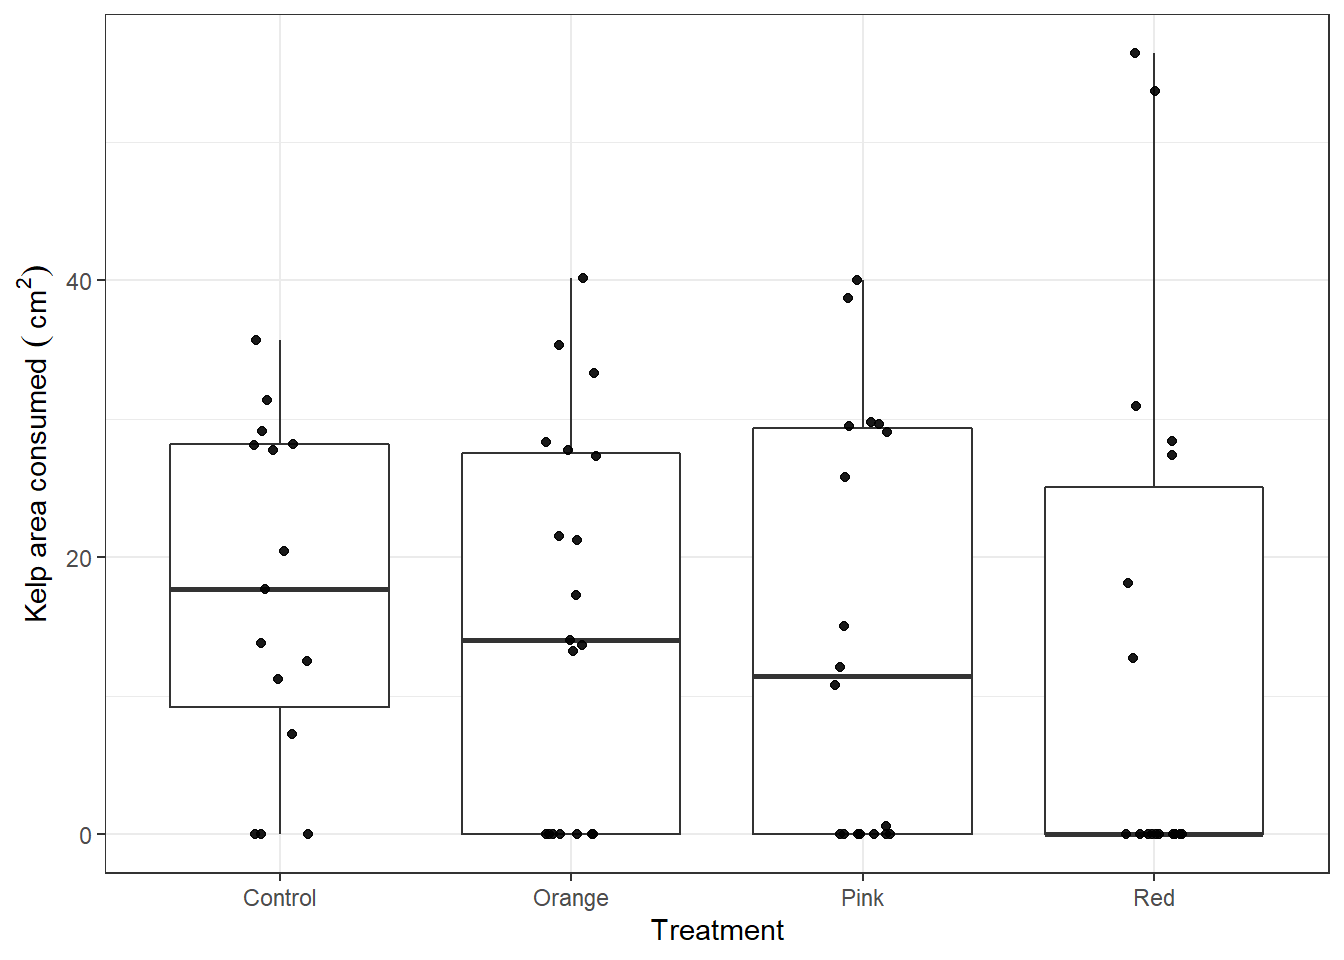 Kelp area consumed ( cm²)
40
20
0
Control Orange Pink Red
Treatment